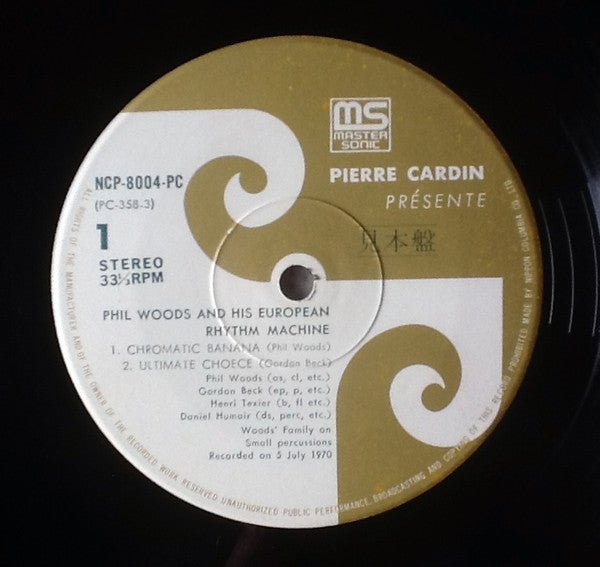 MS
MASTER
SONIC
PIERRE CARDIN
PRÉSENTE
見本盤
NCP-8004-PC
(PC-358-3)
1
STEREO
33⅓RPM
PHIL WOODS AND HIS EUROPEAN
RHYTHM MACHINE
1. CHROMATIC BANANA (Phil Woods)
2. ULTIMATE CHOECE (Gordon Beck)
Phil Woods (as, cl, etc.)
Gordon Beck (ep, p, etc.)
Henri Texier (b, fl etc.)
Daniel Humair (ds, perc, etc.)
Woods' Family on
Small percussions
Recorded on 5 July 1970
ALL RIGHTS OF THE MANUFACTURER AND OF THE OWNER OF THE RECORDED WORK RESERVED UNAUTHORIZED PUBLIC PERFORMANCE, BROADCASTING AND COPYING OF THIS RECORD PROHIBITED MADE BY NIPPON COLUMBIA CO., LTD.